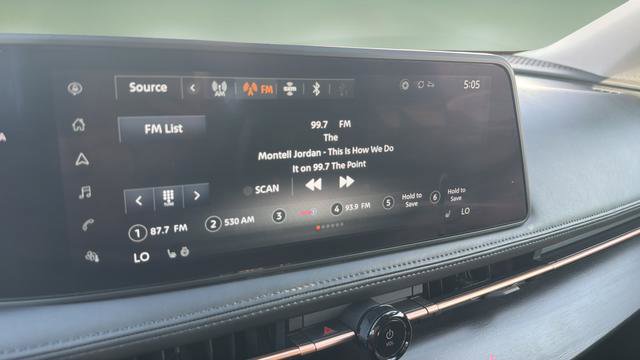 Source
AM
FM
5:05
FM List
99.7 FM
The
Montell Jordan - This Is How We Do
It on 99.7 The Point
SCAN
1 87.7 FM
2 530 AM
3
4 93.9 FM
5 Hold to
Save
6 Hold to
Save
LO
LO
VOL
A